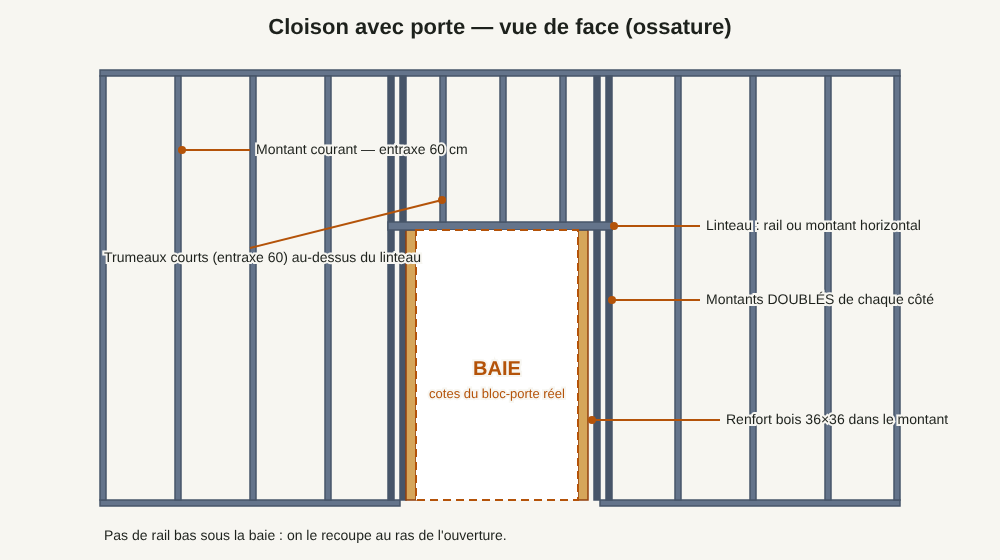 Cloison avec porte — vue de face (ossature)
Montant courant — entraxe 60 cm
Linteau : rail ou montant horizontal
Trumeaux courts (entraxe 60) au-dessus du linteau
Montants DOUBLÉS de chaque côté
BAIE
cotes du bloc-porte réel
Renfort bois 36×36 dans le montant
Pas de rail bas sous la baie : on le recoupe au ras de l'ouverture.